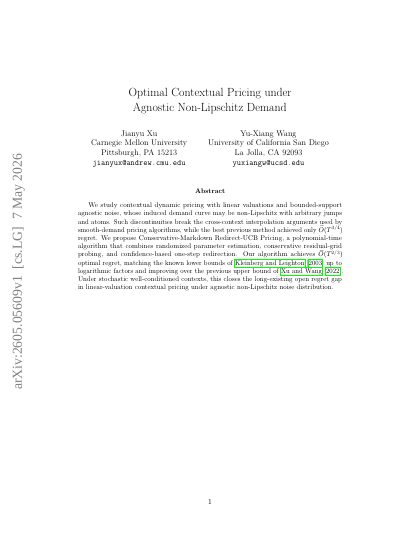 Optimal Contextual Pricing under
Agnostic Non-Lipschitz Demand
Jianyu Xu
Carnegie Mellon University
Pittsburgh, PA 15213
jianyux@andrew.cmu.edu
Yu-Xiang Wang
University of California San Diego
La Jolla, CA 92093
yuxiangw@ucsd.edu
Abstract
We study contextual dynamic pricing with linear valuations and bounded-support
agnostic noise, whose induced demand curve may be non-Lipschitz with arbitrary jumps
and atoms. Such discontinuities break the cross-context interpolation arguments used by
smooth-demand pricing algorithms, while the best previous method achieved only Õ(T^{3/4})
regret. We propose Conservative-Markdown Redirect-UCB Pricing, a polynomial-time
algorithm that combines randomized parameter estimation, conservative residual-grid
probing, and confidence-based one-step redirection. Our algorithm achieves Õ(T^{2/3})
optimal regret, matching the known lower bounds of Kleinberg and Leighton [2003] up to
logarithmic factors and improving over the previous upper bound of Xu and Wang [2022].
Under stochastic well-conditioned contexts, this closes the long-existing open regret gap
in linear-valuation contextual pricing under agnostic non-Lipschitz noise distribution.
arXiv:2605.05609v1 [cs.LG] 7 May 2026
1